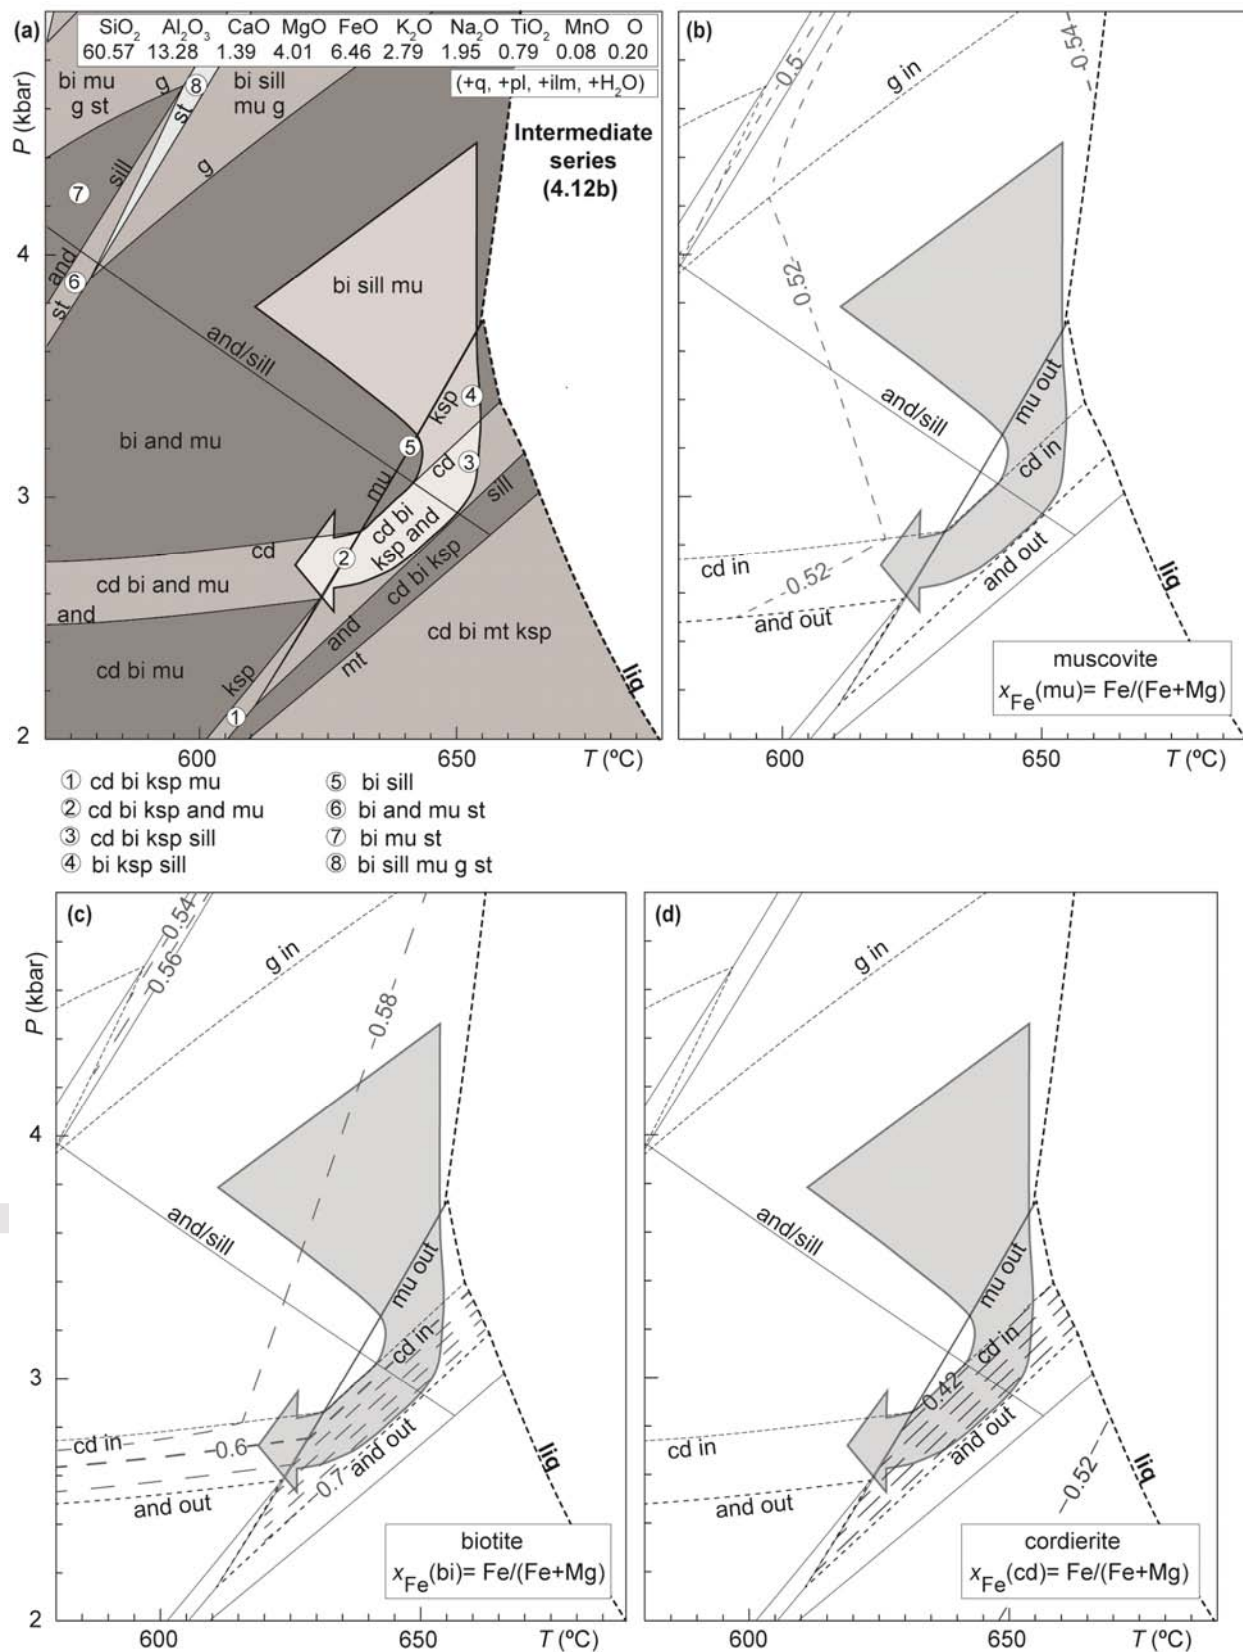 (a)
SiO2 Al2O3 CaO MgO FeO K2O Na2O TiO2 MnO O
60.57 13.28 1.39 4.01 6.46 2.79 1.95 0.79 0.08 0.20
(+q, +pl, +ilm, +H2O)
bi mu
g st
g
8
st
bi sill
mu g
g
Intermediate
series
(4.12b)
P (kbar)
sill
7
4
and
6
st
bi sill mu
and/sill
ksp
4
bi and mu
5
mu
cd
3
sill
3
cd bi
ksp and
cd
2
cd bi ksp
cd bi and mu
and
and
mt
cd bi mt ksp
cd bi mu
ksp
liq
1
2
600
650
T (ºC)
(b)
0.5
0.54
g in
0.52
and/sill
mu out
cd in
cd in
0.52
and out
and out
liq
muscovite
xFe(mu)= Fe/(Fe+Mg)
600
650
T (ºC)
1 cd bi ksp mu
2 cd bi ksp and mu
3 cd bi ksp sill
4 bi ksp sill
5 bi sill
6 bi and mu st
7 bi mu st
8 bi sill mu g st
(c)
0.54
0.56
g in
0.58
P (kbar)
4
and/sill
mu out
cd in
3
cd in
0.6
and out
0.7
and out
liq
biotite
xFe(bi)= Fe/(Fe+Mg)
2
600
650
T (ºC)
(d)
g in
and/sill
mu out
cd in
0.42
cd in
and out
and out
0.52
liq
cordierite
xFe(cd)= Fe/(Fe+Mg)
600
650
T (ºC)